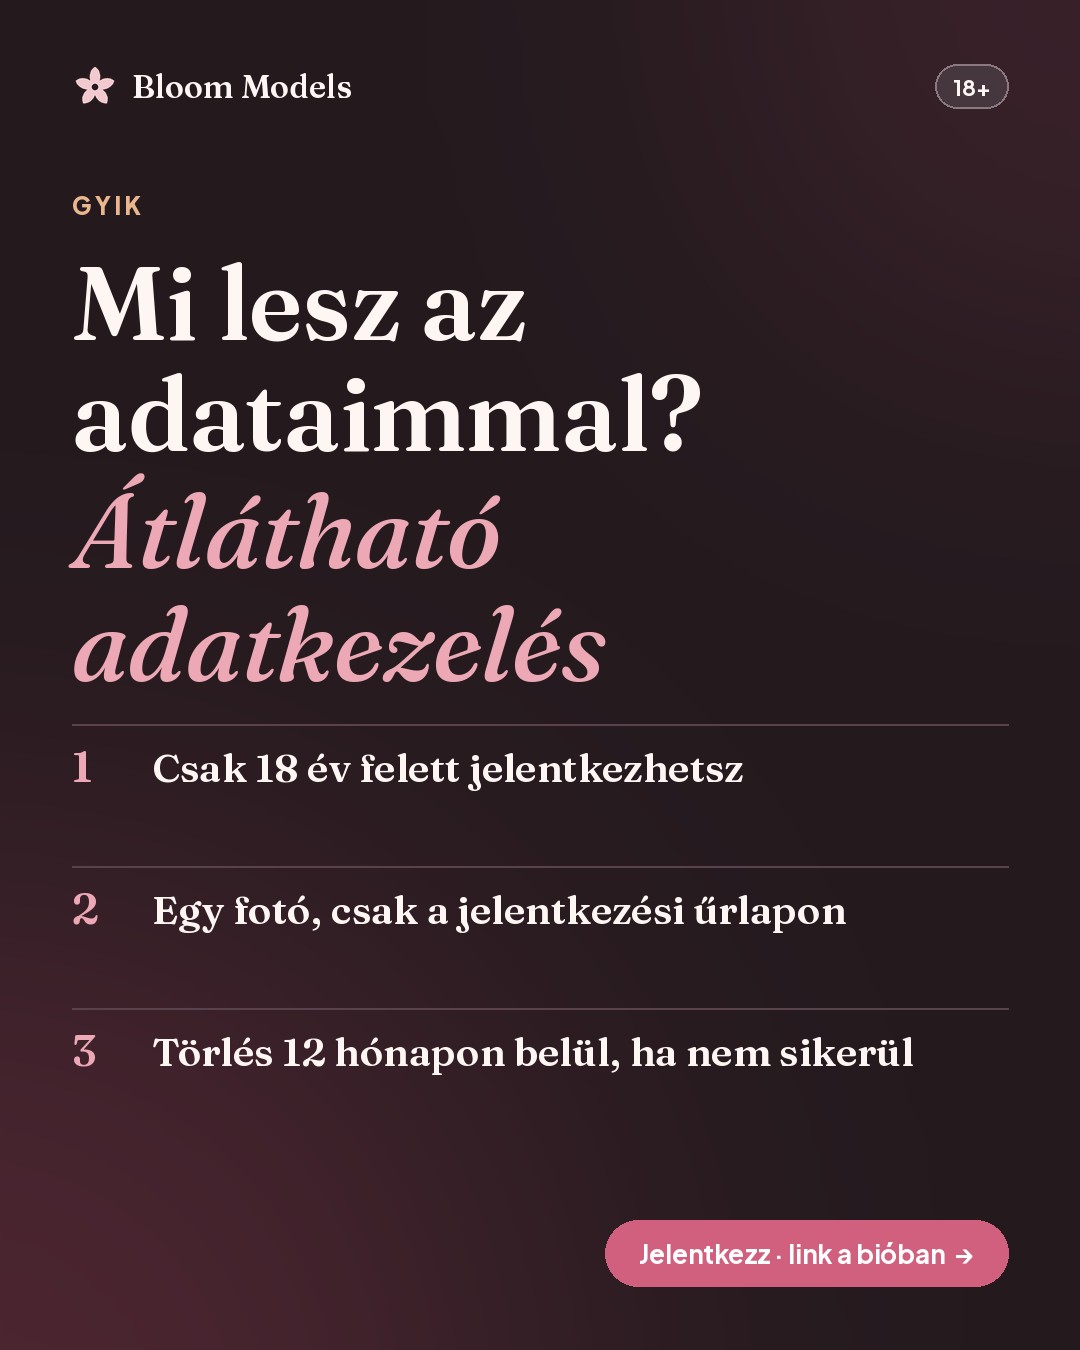 Bloom Models
18+
GYIK
Mi lesz az
adataimmal?
Átlátható
adatkezelés
1 Csak 18 év felett jelentkezhetsz
2 Egy fotó, csak a jelentkezési űrlapon
3 Törlés 12 hónapon belül, ha nem sikerül
Jelentkezz · link a bióban →